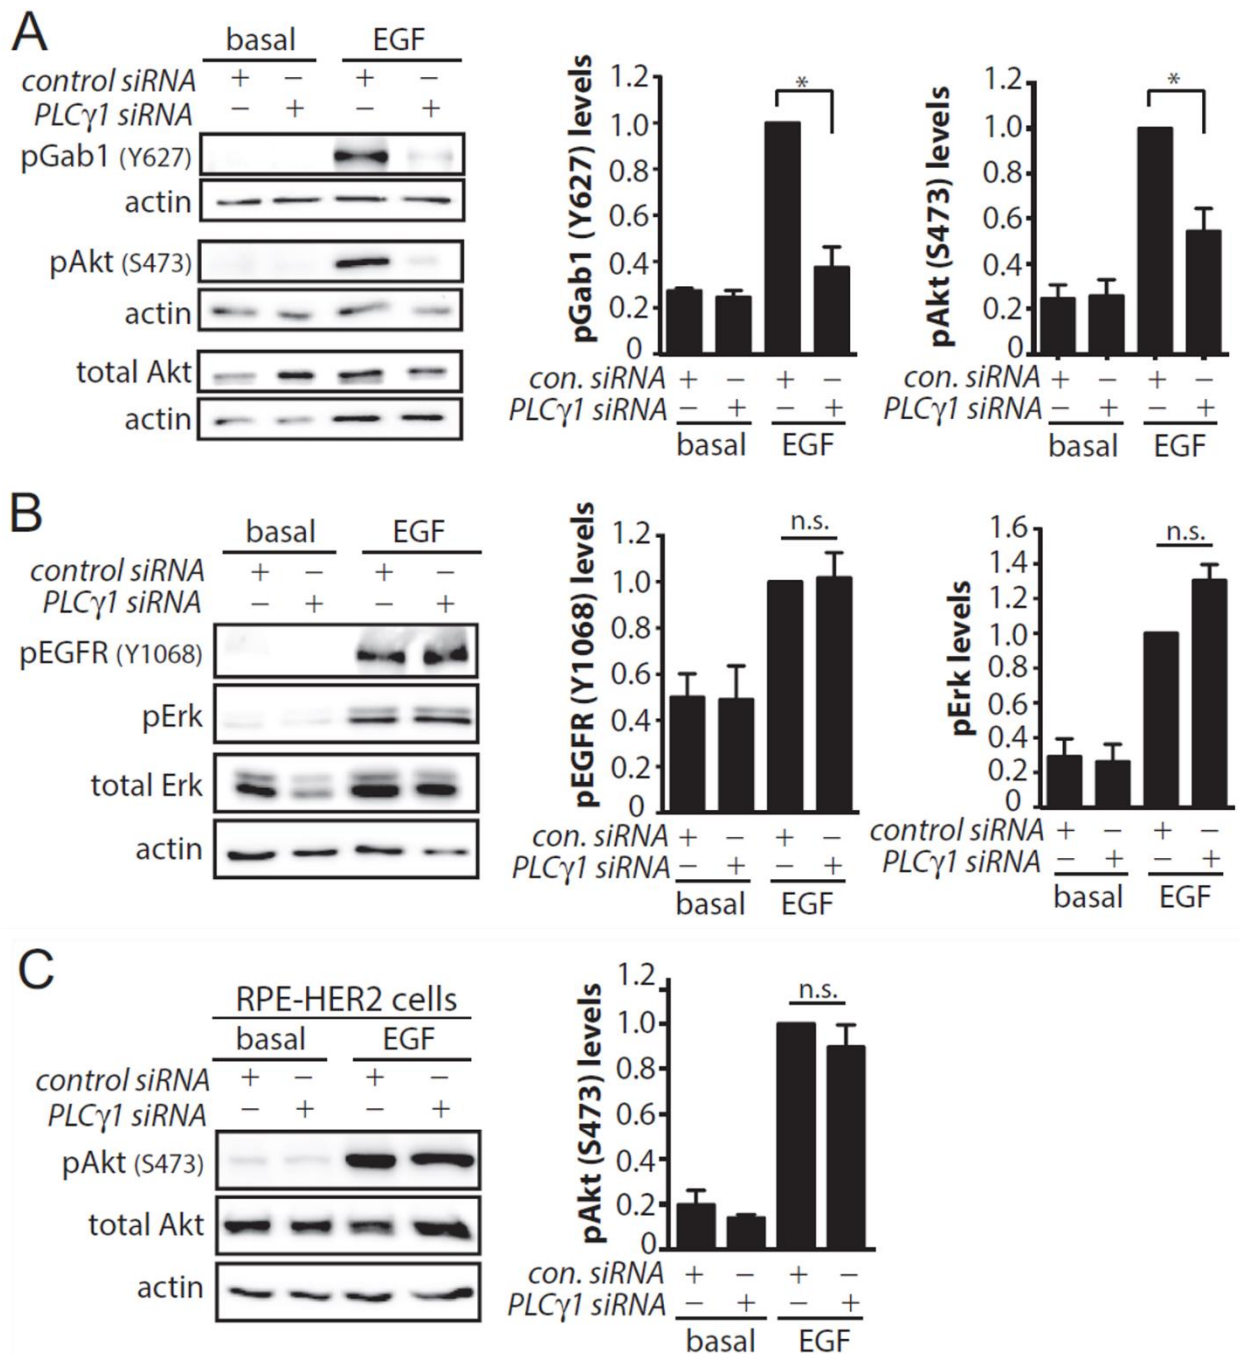 A
basal EGF
control siRNA + – + –
PLCγ1 siRNA – + – +
pGab1 (Y627)
actin
pAkt (S473)
actin
total Akt
actin
pGab1 (Y627) levels
1.2
1.0
0.8
0.6
0.4
0.2
0
*
con. siRNA + – + –
PLCγ1 siRNA – + – +
basal EGF
pAkt (S473) levels
1.2
1.0
0.8
0.6
0.4
0.2
0
*
con. siRNA + – + –
PLCγ1 siRNA – + – +
basal EGF
B
basal EGF
control siRNA + – + –
PLCγ1 siRNA – + – +
pEGFR (Y1068)
pErk
total Erk
actin
pEGFR (Y1068) levels
1.2
1.0
0.8
0.6
0.4
0.2
0
n.s.
con. siRNA + – + –
PLCγ1 siRNA – + – +
basal EGF
pErk levels
1.6
1.4
1.2
1.0
0.8
0.6
0.4
0.2
0
n.s.
control siRNA + – + –
PLCγ1 siRNA – + – +
basal EGF
C
RPE-HER2 cells
basal EGF
control siRNA + – + –
PLCγ1 siRNA – + – +
pAkt (S473)
total Akt
actin
pAkt (S473) levels
1.2
1.0
0.8
0.6
0.4
0.2
0
n.s.
con. siRNA + – + –
PLCγ1 siRNA – + – +
basal EGF